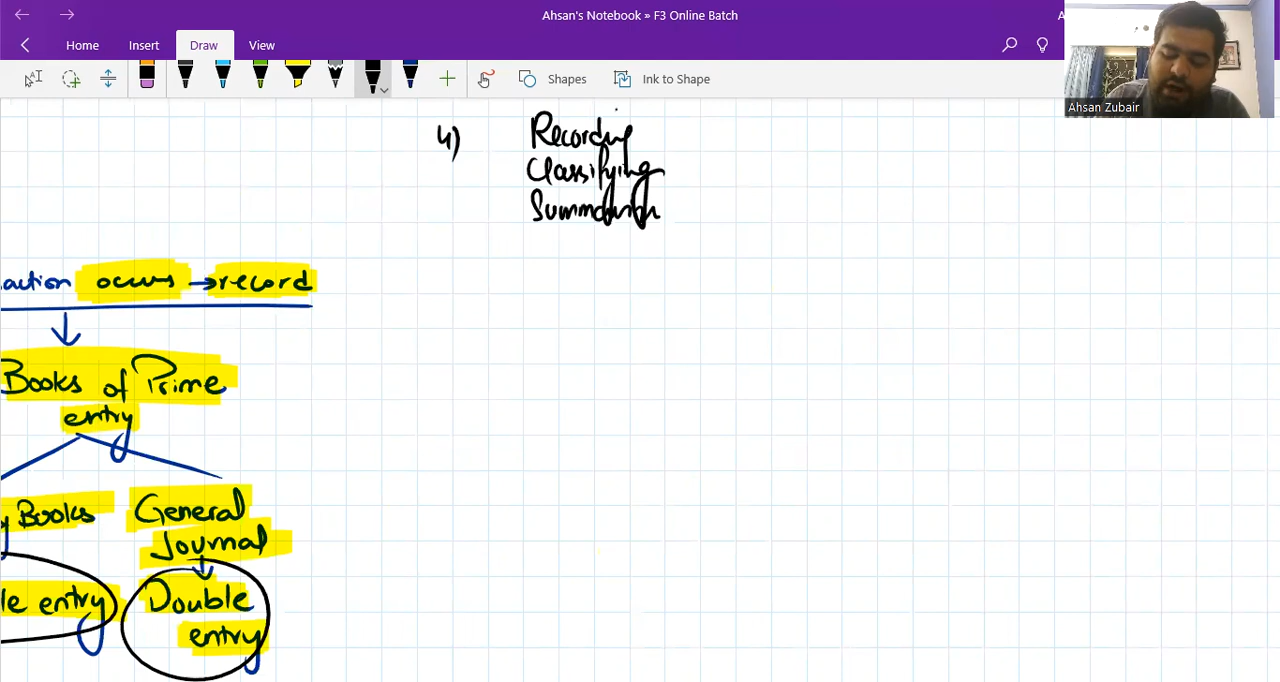 Ahsan's Notebook » F3 Online Batch
A
Home Insert Draw View
Shapes Ink to Shape
Ahsan Zubair
4) Recording
Classifying
action occurs → record
Books of Prime
entry
y Books General
Journal
le entry Double
entry